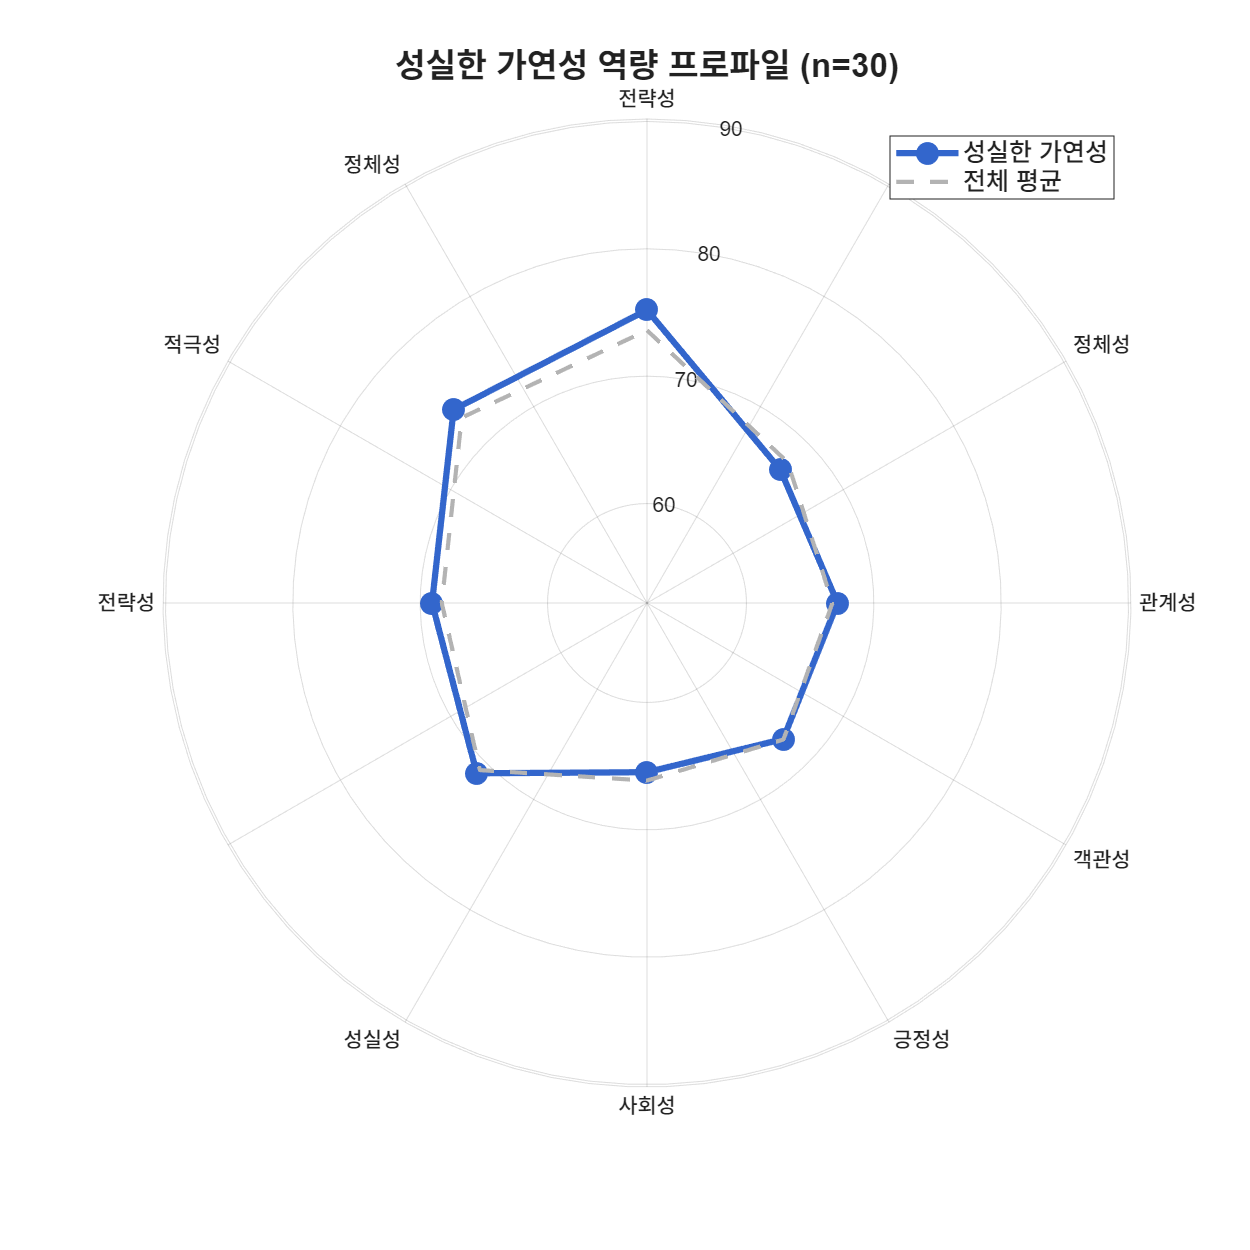 성실한 가연성 역량 프로파일 (n=30)
전략성
90
성실한 가연성
전체 평균
정체성
80
적극성
정체성
70
60
전략성
관계성
객관성
성실성
긍정성
사회성